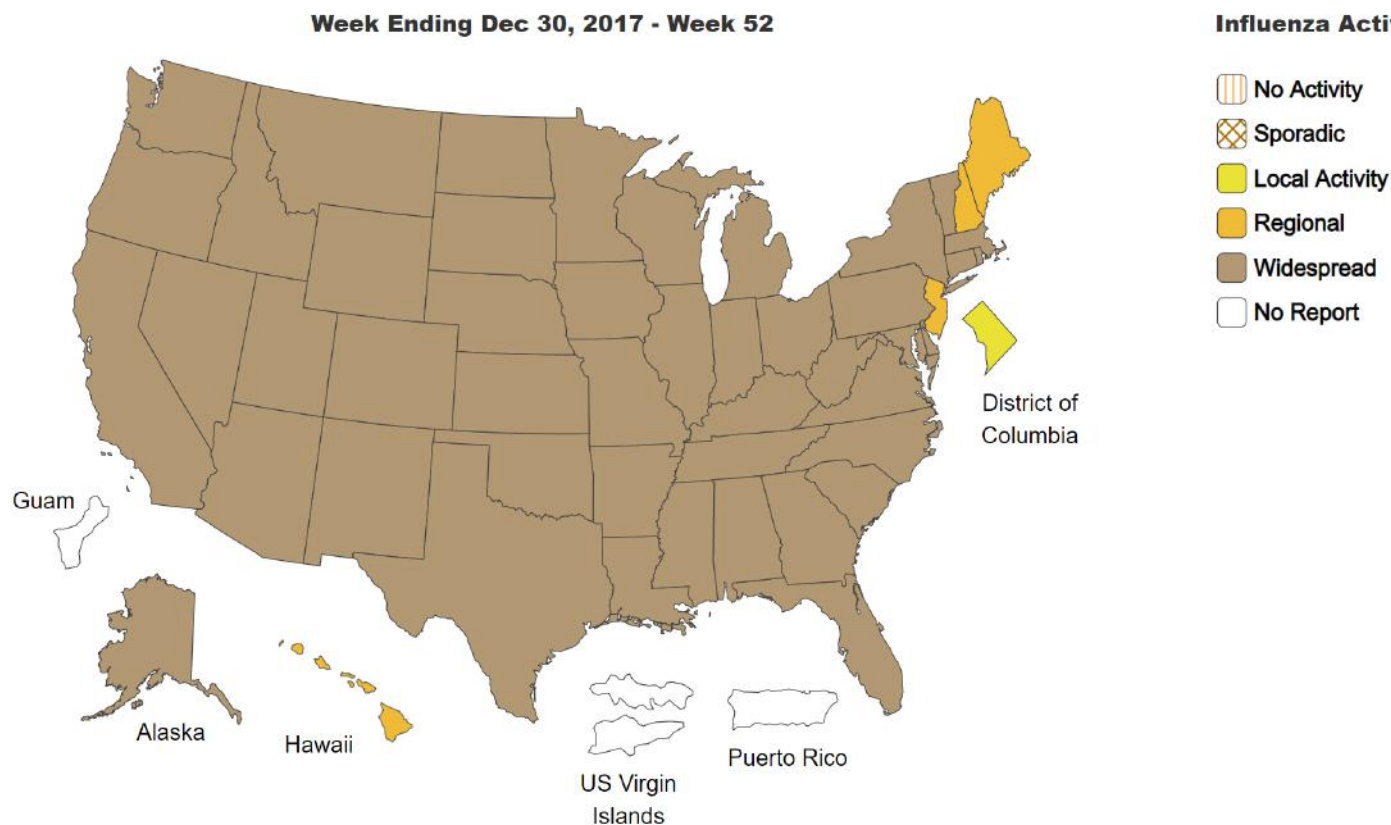 Week Ending Dec 30, 2017 - Week 52
Influenza
No Activity
Sporadic
Local Activity
Regional
Widespread
No Report
District of
Columbia
Guam
Alaska
Hawaii
US Virgin
Islands
Puerto Rico